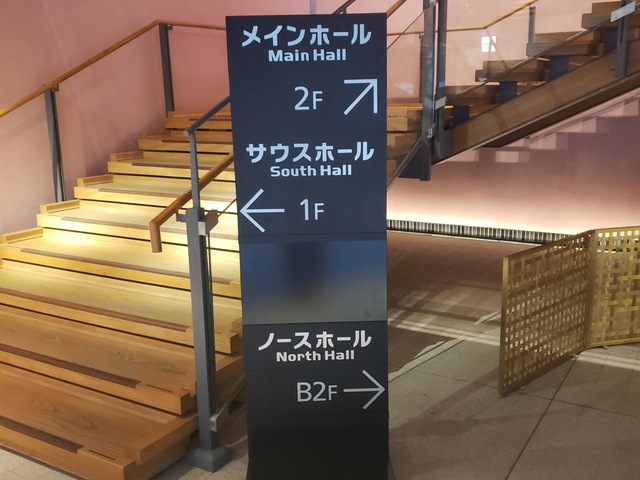 メインホール
Main Hall
2F
サウスホール
South Hall
1F
ノースホール
North Hall
B2F